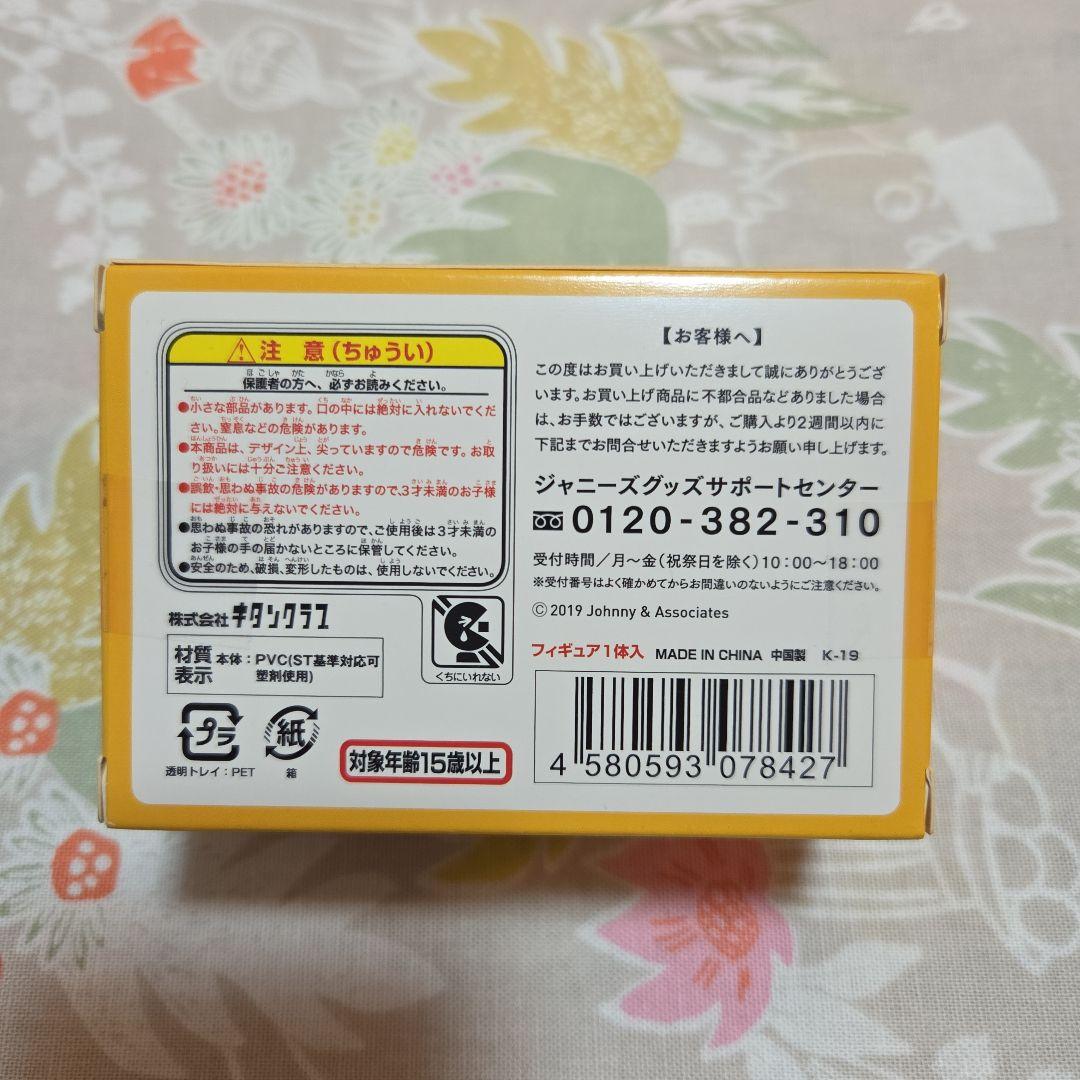 注 意(ちゅうい)
保護者の方へ、必ずお読みください。
●小さな部品があります。口の中には絶対に入れないでくだ
さい。窒息などの危険があります。
●本商品は、デザイン上、尖っていますので危険です。お取
り扱いには十分ご注意ください。
●誤飲・思わぬ事故の危険がありますので、3才未満のお子様
には絶対に与えないでください。
●思わぬ事故の恐れがありますので、ご使用後は3才未満の
お子様の手の届かないところに保管してください。
●安全のため、破損、変形したものは、使用しないでください。
株式会社キタンクラブ
材質
表示
本体:PVC(ST基準対応可
塑剤使用)
くちにいれない
プラ
紙
透明トレイ:PET
箱
対象年齢15歳以上
【お客様へ】
この度はお買い上げいただきまして誠にありがとうござ
います。お買い上げ商品に不都合品などありました場合
は、お手数ではございますが、ご購入より2週間以内に
下記までお問合せいただきますようお願い申し上げます。
ジャニーズグッズサポートセンター
0120-382-310
受付時間/月~金(祝祭日を除く)10:00~18:00
※受付番号はよく確かめてからお間違いのないようにご注意ください。
© 2019 Johnny & Associates
フィギュア1体入 MADE IN CHINA 中国製 K-19
4 580593 078427